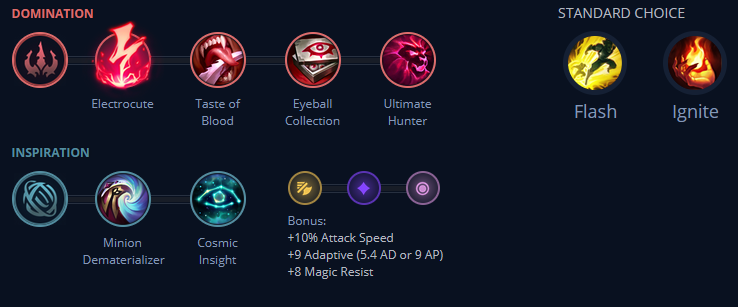 DOMINATION
STANDARD CHOICE
Electrocute
Taste of
Blood
Eyeball
Collection
Ultimate
Hunter
Flash
Ignite
INSPIRATION
Minion
Dematerializer
Cosmic
Insight
Bonus:
+10% Attack Speed
+9 Adaptive (5.4 AD or 9 AP)
+8 Magic Resist